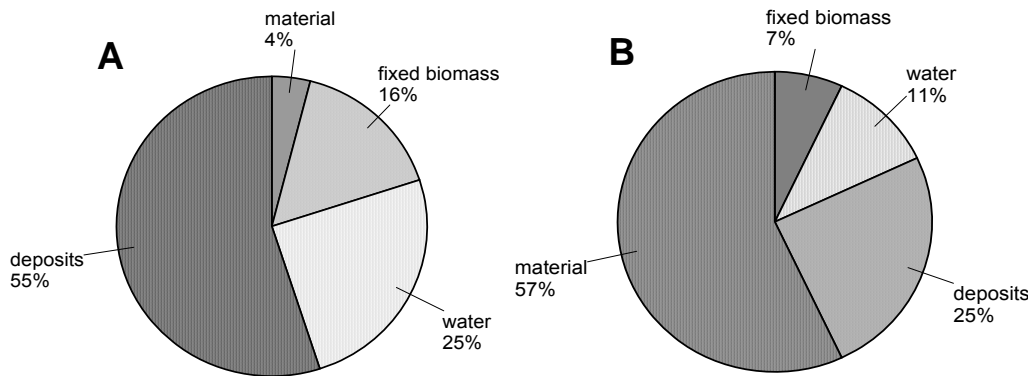 A
material
4%
fixed biomass
16%
deposits
55%
water
25%
B
fixed biomass
7%
water
11%
material
57%
deposits
25%